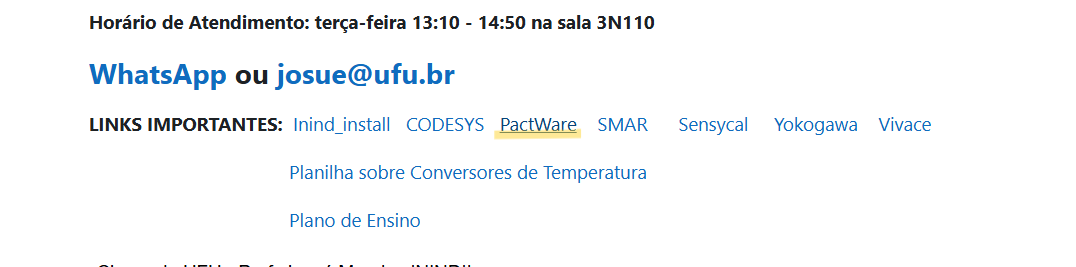 Horário de Atendimento: terça-feira 13:10 - 14:50 na sala 3N110
WhatsApp ou josue@ufu.br
LINKS IMPORTANTES: Inind_install CODESYS PactWare SMAR Sensycal Yokogawa Vivace
Planilha sobre Conversores de Temperatura
Plano de Ensino